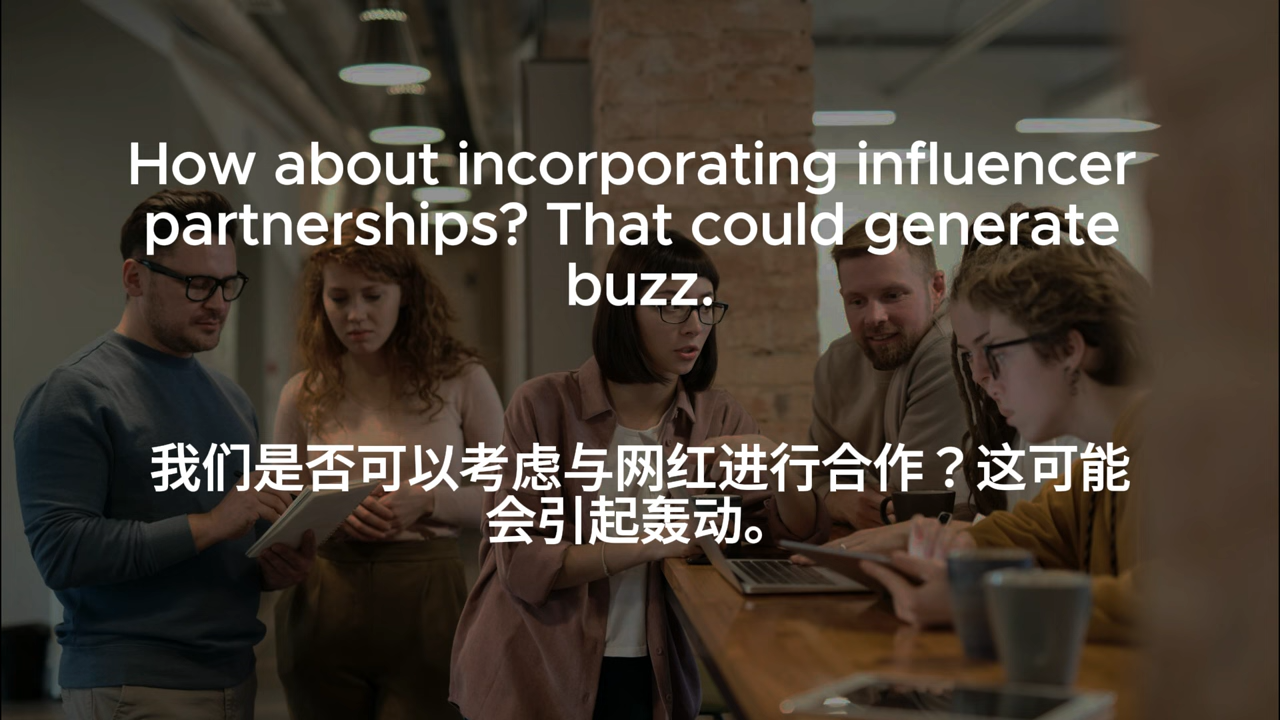 How about incorporating influencer
partnerships? That could generate
buzz.
我们是否可以考虑与网红进行合作？这可能
会引起轰动。